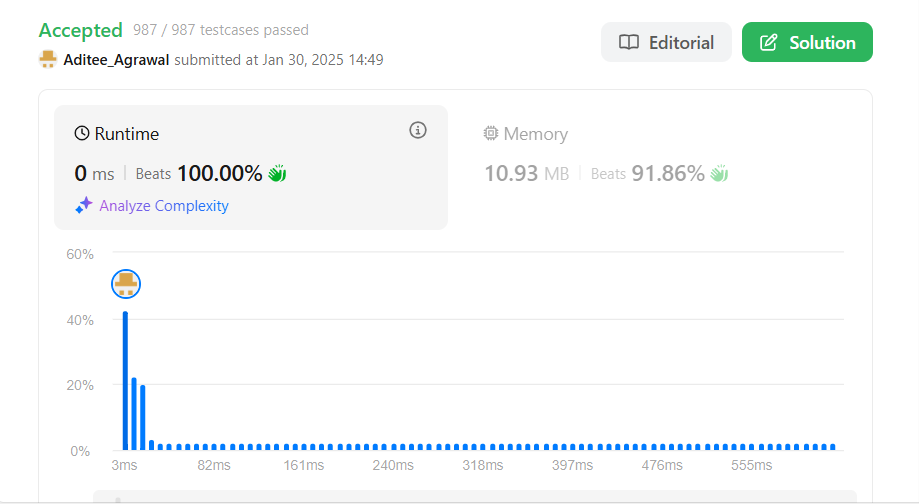 Accepted 987 / 987 testcases passed
Editorial
Solution
Aditee_Agrawal submitted at Jan 30, 2025 14:49
Runtime
0 ms | Beats 100.00%
Analyze Complexity
Memory
10.93 MB | Beats 91.86%
60%
40%
20%
0%
3ms 82ms 161ms 240ms 318ms 397ms 476ms 555ms